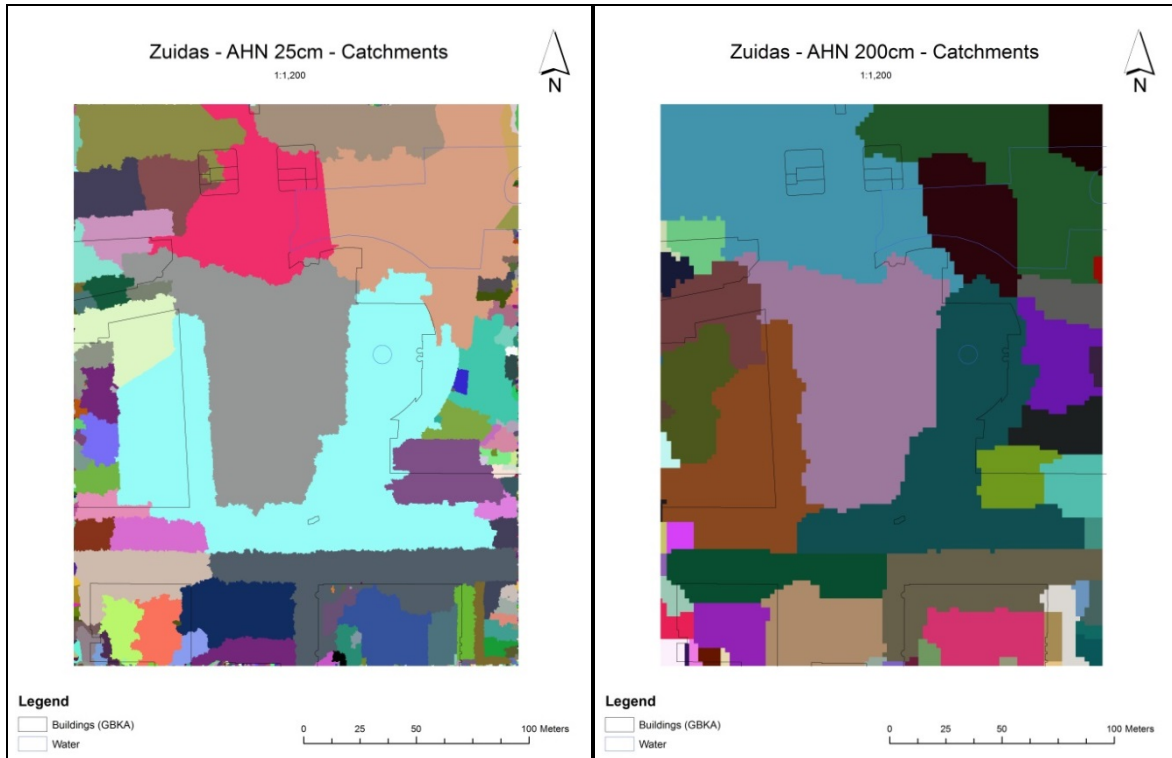 Zuidas - AHN 25cm - Catchments
1:1,200
N
Legend
Buildings (GBKA)
Water
0 25 50 100 Meters
Zuidas - AHN 200cm - Catchments
1:1,200
N
Legend
Buildings (GBKA)
Water
0 25 50 100 Meters